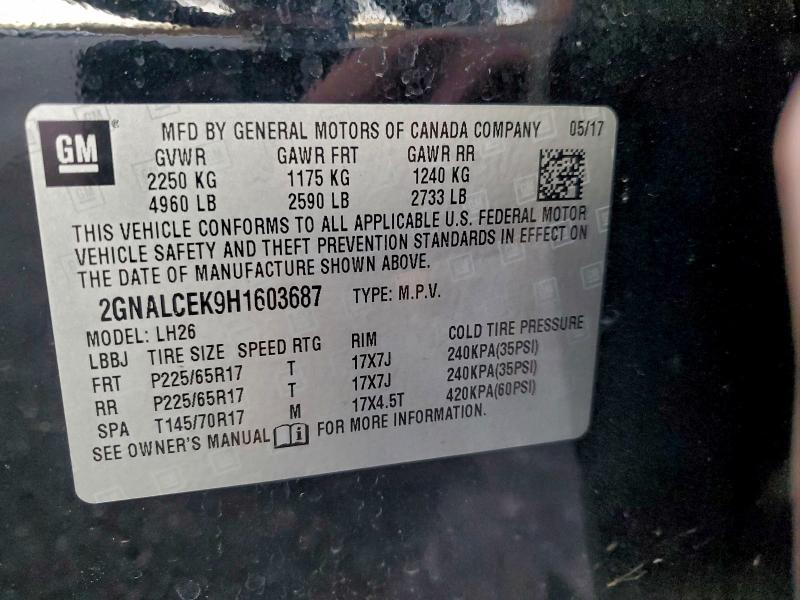 GM ® MFD BY GENERAL MOTORS OF CANADA COMPANY 05/17
GVWR GAWR FRT GAWR RR
2250 KG 1175 KG 1240 KG
4960 LB 2590 LB 2733 LB
THIS VEHICLE CONFORMS TO ALL APPLICABLE U.S. FEDERAL MOTOR
VEHICLE SAFETY AND THEFT PREVENTION STANDARDS IN EFFECT ON
THE DATE OF MANUFACTURE SHOWN ABOVE.
2GNALCEK9H1603687 TYPE: M.P.V.
MODEL: LH26
LBBJ TIRE SIZE SPEED RTG RIM COLD TIRE PRESSURE
FRT P225/65R17 T 17X7J 240KPA(35PSI)
RR P225/65R17 T 17X7J 240KPA(35PSI)
SPA T145/70R17 M 17X4.5T 420KPA(60PSI)
SEE OWNER'S MANUAL FOR MORE INFORMATION.